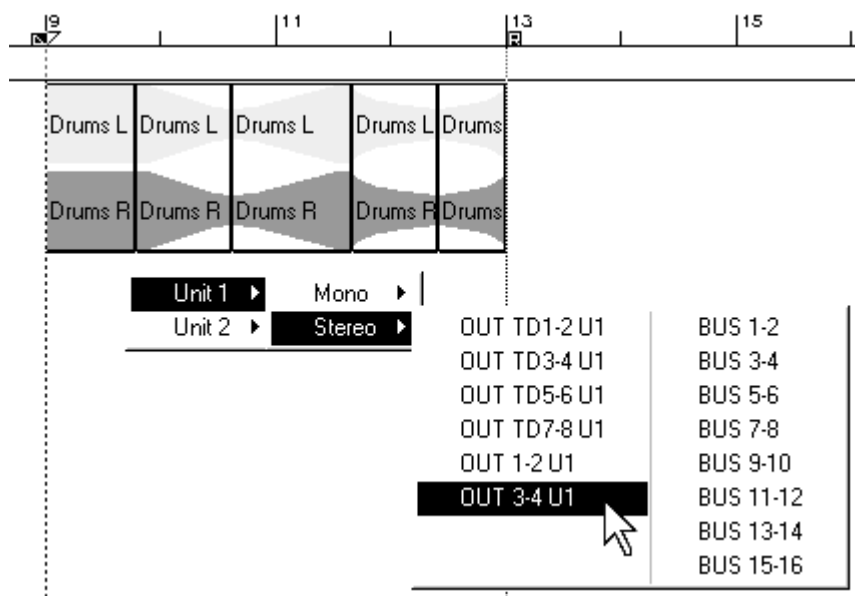 9 11 13 15
R
Drums L Drums L Drums L Drums L Drums
Drums R Drums R Drums R Drums R Drums
Unit 1 Mono
Unit 2 Stereo
OUT TD1-2 U1 BUS 1-2
OUT TD3-4 U1 BUS 3-4
OUT TD5-6 U1 BUS 5-6
OUT TD7-8 U1 BUS 7-8
OUT 1-2 U1 BUS 9-10
OUT 3-4 U1 BUS 11-12
BUS 13-14
BUS 15-16